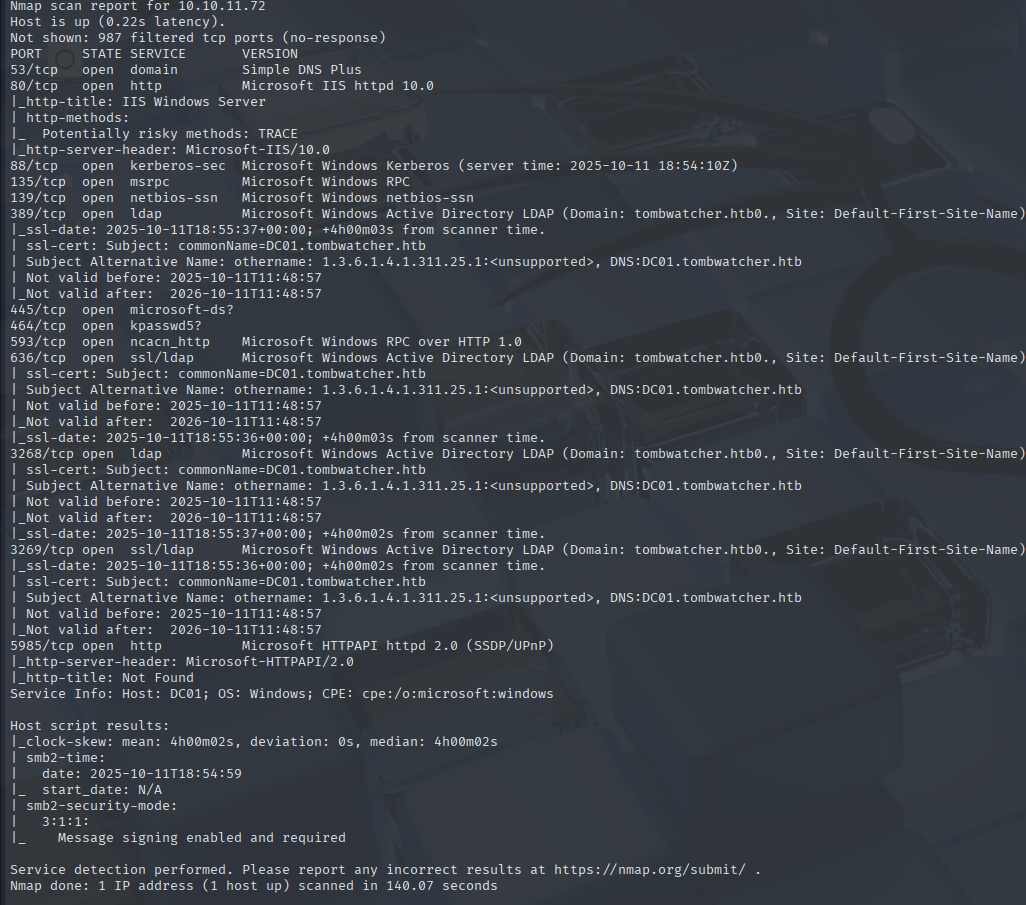 Nmap scan report for 10.10.11.72
Host is up (0.22s latency).
Not shown: 987 filtered tcp ports (no-response)
PORT     STATE SERVICE       VERSION
53/tcp   open  domain        Simple DNS Plus
80/tcp   open  http          Microsoft IIS httpd 10.0
|_http-title: IIS Windows Server
| http-methods:
|_  Potentially risky methods: TRACE
|_http-server-header: Microsoft-IIS/10.0
88/tcp   open  kerberos-sec  Microsoft Windows Kerberos (server time: 2025-10-11 18:54:10Z)
135/tcp  open  msrpc         Microsoft Windows RPC
139/tcp  open  netbios-ssn   Microsoft Windows netbios-ssn
389/tcp  open  ldap          Microsoft Windows Active Directory LDAP (Domain: tombwatcher.htb0., Site: Default-First-Site-Name)
|_ssl-date: 2025-10-11T18:55:37+00:00; +4h00m03s from scanner time.
| ssl-cert: Subject: commonName=DC01.tombwatcher.htb
| Subject Alternative Name: othername: 1.3.6.1.4.1.311.25.1:<unsupported>, DNS:DC01.tombwatcher.htb
| Not valid before: 2025-10-11T11:48:57
|_Not valid after:  2026-10-11T11:48:57
445/tcp  open  microsoft-ds?
464/tcp  open  kpasswd5?
593/tcp  open  ncacn_http    Microsoft Windows RPC over HTTP 1.0
636/tcp  open  ssl/ldap      Microsoft Windows Active Directory LDAP (Domain: tombwatcher.htb0., Site: Default-First-Site-Name)
| ssl-cert: Subject: commonName=DC01.tombwatcher.htb
| Subject Alternative Name: othername: 1.3.6.1.4.1.311.25.1:<unsupported>, DNS:DC01.tombwatcher.htb
| Not valid before: 2025-10-11T11:48:57
|_Not valid after:  2026-10-11T11:48:57
|_ssl-date: 2025-10-11T18:55:36+00:00; +4h00m03s from scanner time.
3268/tcp open  ldap          Microsoft Windows Active Directory LDAP (Domain: tombwatcher.htb0., Site: Default-First-Site-Name)
| ssl-cert: Subject: commonName=DC01.tombwatcher.htb
| Subject Alternative Name: othername: 1.3.6.1.4.1.311.25.1:<unsupported>, DNS:DC01.tombwatcher.htb
| Not valid before: 2025-10-11T11:48:57
|_Not valid after:  2026-10-11T11:48:57
|_ssl-date: 2025-10-11T18:55:37+00:00; +4h00m02s from scanner time.
3269/tcp open  ssl/ldap      Microsoft Windows Active Directory LDAP (Domain: tombwatcher.htb0., Site: Default-First-Site-Name)
|_ssl-date: 2025-10-11T18:55:36+00:00; +4h00m02s from scanner time.
| ssl-cert: Subject: commonName=DC01.tombwatcher.htb
| Subject Alternative Name: othername: 1.3.6.1.4.1.311.25.1:<unsupported>, DNS:DC01.tombwatcher.htb
| Not valid before: 2025-10-11T11:48:57
|_Not valid after:  2026-10-11T11:48:57
5985/tcp open  http          Microsoft HTTPAPI httpd 2.0 (SSDP/UPnP)
|_http-server-header: Microsoft-HTTPAPI/2.0
|_http-title: Not Found
Service Info: Host: DC01; OS: Windows; CPE: cpe:/o:microsoft:windows

Host script results:
|_clock-skew: mean: 4h00m02s, deviation: 0s, median: 4h00m02s
| smb2-time:
|   date: 2025-10-11T18:54:59
|_  start_date: N/A
| smb2-security-mode:
|   3:1:1:
|_    Message signing enabled and required

Service detection performed. Please report any incorrect results at https://nmap.org/submit/ .
Nmap done: 1 IP address (1 host up) scanned in 140.07 seconds